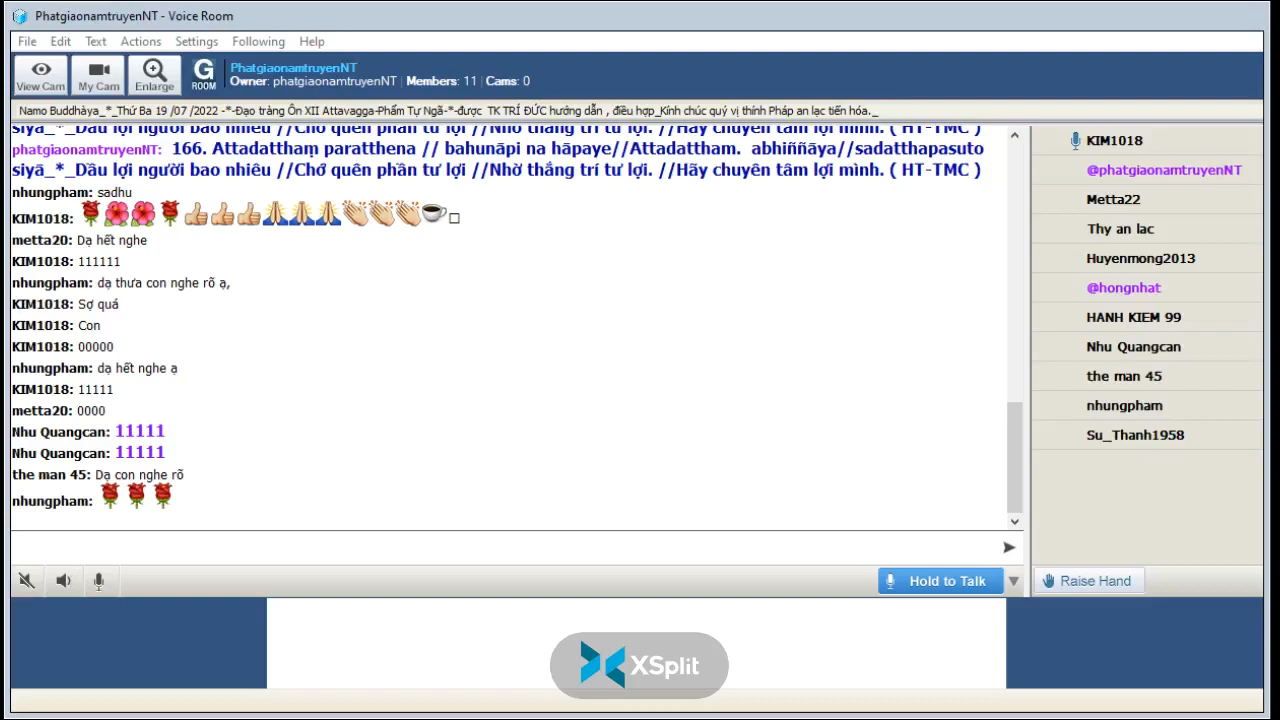 PhatgiaonamtruyenNT - Voice Room
File Edit Text Actions Settings Following Help
View Cam My Cam Enlarge G ROOM
PhatgiaonamtruyenNT
Owner: phatgiaonamtruyenNT | Members: 11 | Cams: 0
Namo Buddhàya_*_Thứ Ba 19 /07 /2022 -*-Đạo tràng Ôn XII Attavagga-Phẩm Tự Ngã-*-được TK TRÍ ĐỨC hướng dẫn , điều hợp_Kính chúc quý vị thính Pháp an lạc tiến hóa._
siyā_*_Dầu lợi người bao nhiêu //Chớ quên phần tư lợi //Nhờ thắng trí tư lợi. //Hãy chuyên tâm lợi mình. ( HT-TMC )
phatgiaonamtruyenNT: 166. Attadatthaṃ paratthena // bahunāpi na hāpaye//Attadattham. abhiññāya//sadatthapasuto
siyā_*_Dầu lợi người bao nhiêu //Chớ quên phần tư lợi //Nhờ thắng trí tư lợi. //Hãy chuyên tâm lợi mình. ( HT-TMC )
nhungpham: sadhu
KIM1018: 🌹🌺🌺🌹👍👍👍🙏🙏🙏👏👏👏☕□
metta20: Dạ hết nghe
KIM1018: 111111
nhungpham: dạ thưa con nghe rõ ạ,
KIM1018: Sợ quá
KIM1018: Con
KIM1018: 00000
nhungpham: dạ hết nghe ạ
KIM1018: 11111
metta20: 0000
Nhu Quangcan: 11111
Nhu Quangcan: 11111
the man 45: Dạ con nghe rõ
nhungpham: 🌹🌹🌹
Hold to Talk
KIM1018
@phatgiaonamtruyenNT
Metta22
Thy an lac
Huyenmong2013
@hongnhat
HANH KIEM 99
Nhu Quangcan
the man 45
nhungpham
Su_Thanh1958
Raise Hand
XSplit